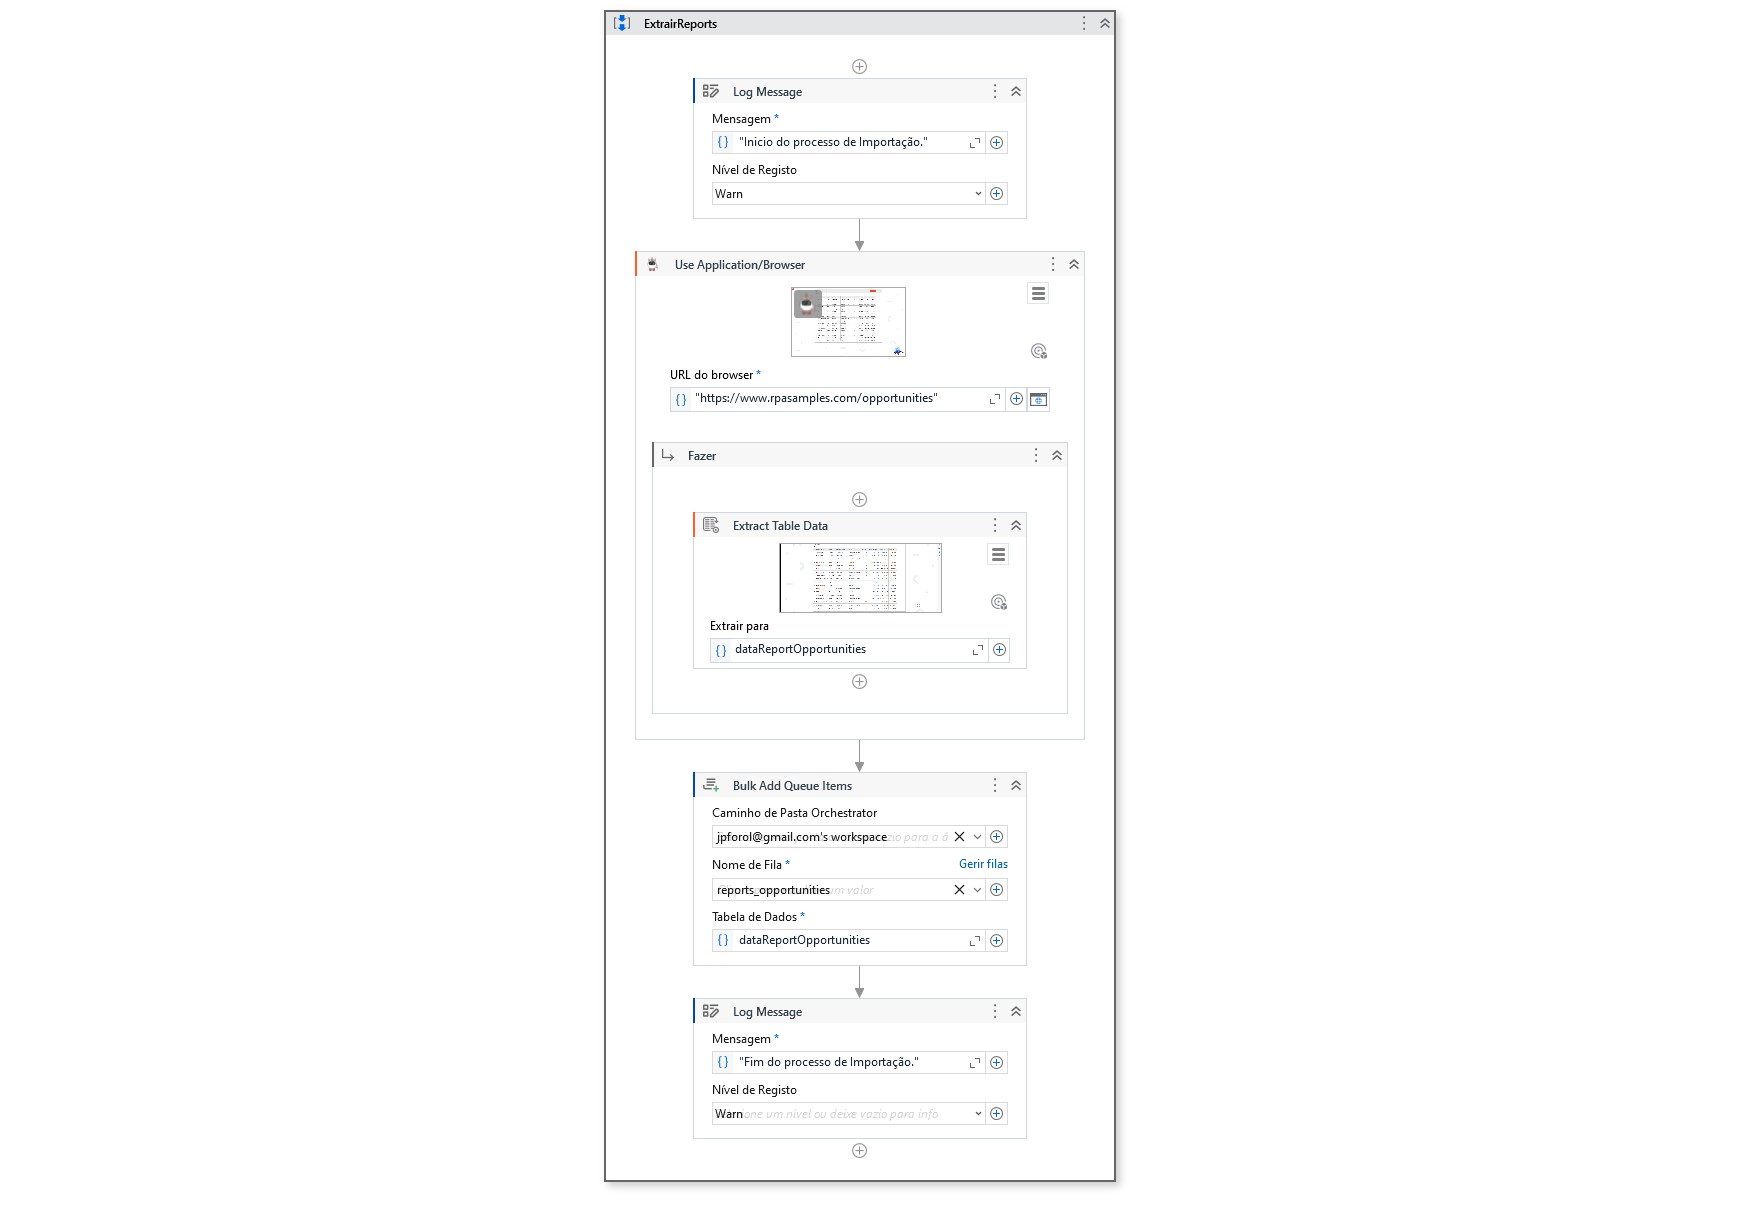 ExtrairReports
Log Message
Mensagem *
"Inicio do processo de Importação."
Nível de Registo
Warn
Use Application/Browser
URL do browser *
"https://www.rpasamples.com/opportunities"
Fazer
Extract Table Data
Extrair para
dataReportOpportunities
Bulk Add Queue Items
Caminho de Pasta Orchestrator
jpforol@gmail.com's workspace zio para a á
Nome de Fila * Gerir filas
reports_opportunities um valor
Tabela de Dados *
dataReportOpportunities
Log Message
Mensagem *
"Fim do processo de Importação."
Nível de Registo
Warn one um nível ou deixe vazio para info